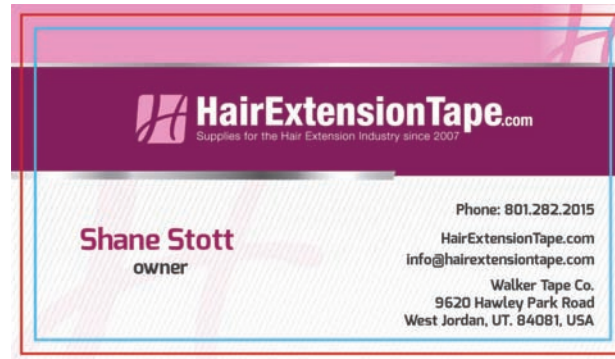 HairExtensionTape.com
Supplies for the Hair Extension Industry since 2007
Shane Stott
owner
Phone: 801.282.2015
HairExtensionTape.com
info@hairextensiontape.com
Walker Tape Co.
9620 Hawley Park Road
West Jordan, UT. 84081, USA